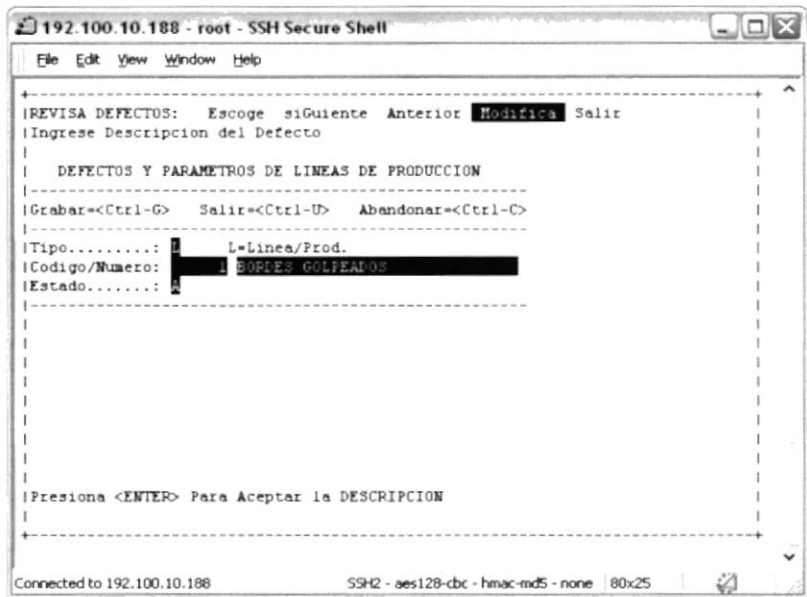 192.100.10.188 - root - SSH Secure Shell
File Edit View Window Help
REVISA DEFECTOS: Escoge siGuiente Anterior Modifica Salir
Ingrese Descripcion del Defecto
DEFECTOS Y PARAMETROS DE LINEAS DE PRODUCCION
Grabar=<Ctrl-G> Salir=<Ctrl-U> Abandonar=<Ctrl-C>
Tipo.........: L L=Linea/Prod.
Codigo/Numero: 1 BORDES GOLPEADOS
Estado.......: A
Presiona <ENTER> Para Aceptar la DESCRIPCION
Connected to 192.100.10.188 SSH2 - aes128-cbc - hmac-md5 - none 80x25